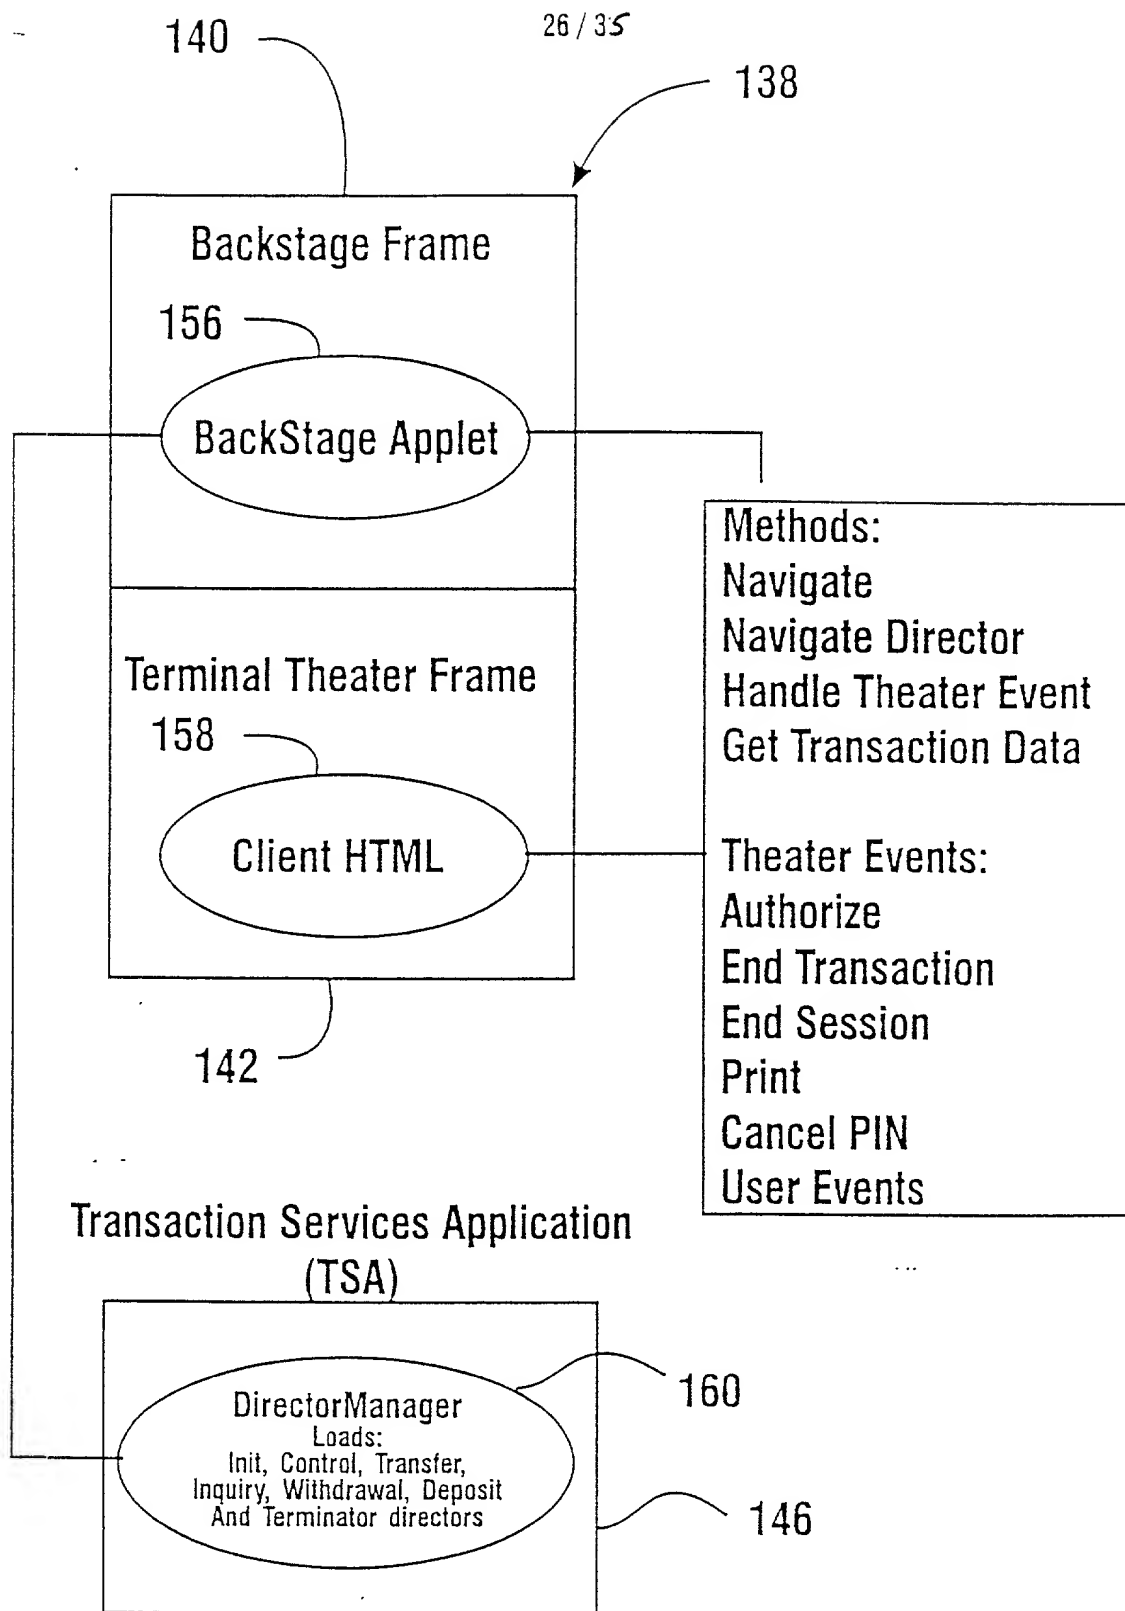 26 / 35
140
138
Backstage Frame
156
BackStage Applet
Terminal Theater Frame
158
Client HTML
142
Methods:
Navigate
Navigate Director
Handle Theater Event
Get Transaction Data
Theater Events:
Authorize
End Transaction
End Session
Print
Cancel PIN
User Events
Transaction Services Application
(TSA)
DirectorManager
Loads:
Init, Control, Transfer,
Inquiry, Withdrawal, Deposit
And Terminator directors
160
146